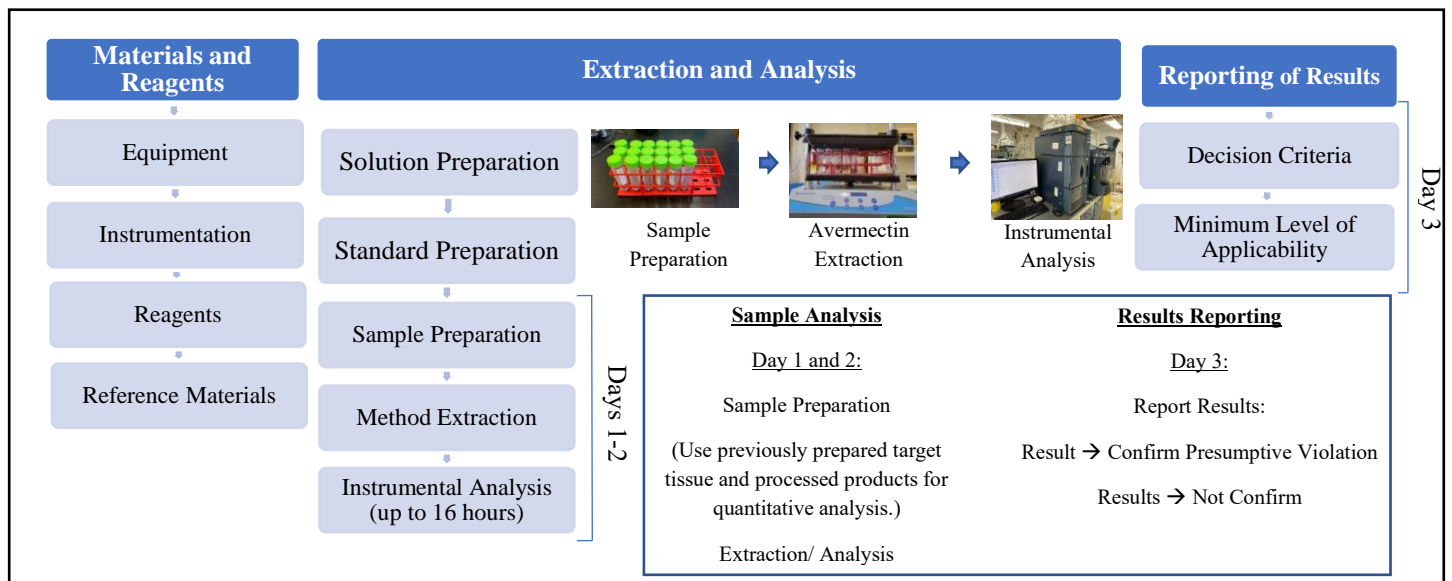 Materials and
Reagents
Equipment
Instrumentation
Reagents
Reference Materials
Extraction and Analysis
Solution Preparation
Standard Preparation
Sample Preparation
Method Extraction
Instrumental Analysis
(up to 16 hours)
Days 1-2
Sample
Preparation
Avermectin
Extraction
Instrumental
Analysis
Reporting of Results
Decision Criteria
Minimum Level of
Applicability
Day 3
Sample Analysis
Day 1 and 2:
Sample Preparation
(Use previously prepared target
tissue and processed products for
quantitative analysis.)
Extraction/ Analysis
Results Reporting
Day 3:
Report Results:
Result → Confirm Presumptive Violation
Results → Not Confirm